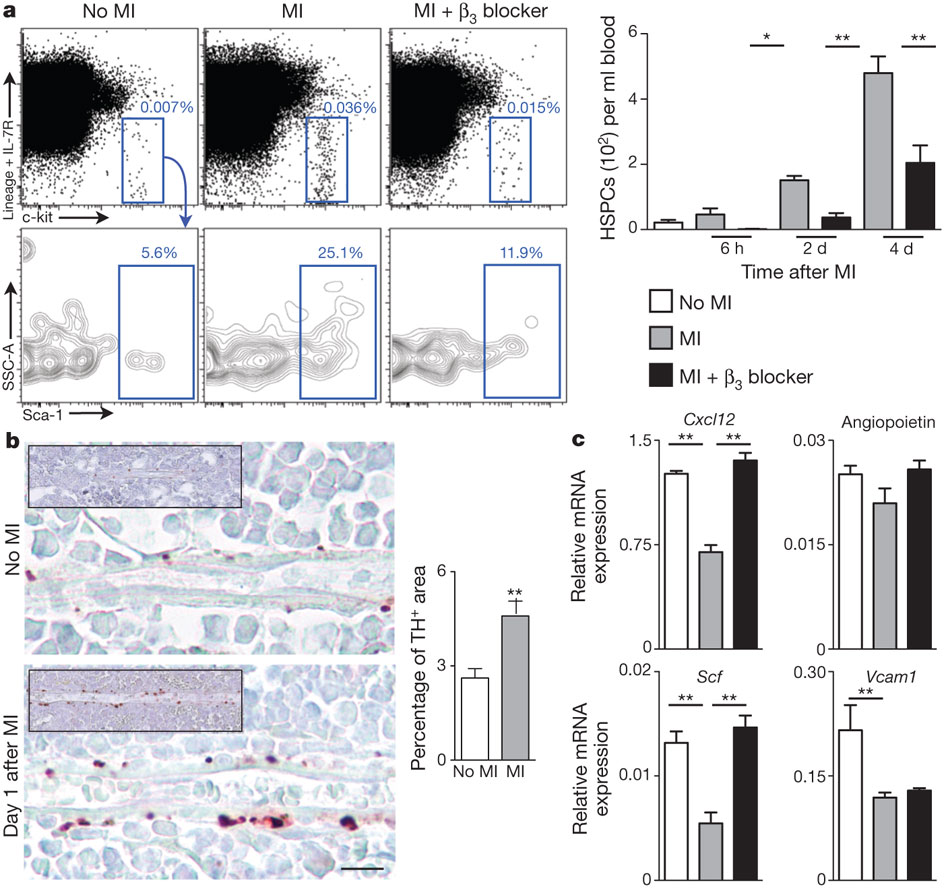 a
No MI
MI
MI + β3 blocker
Lineage + IL-7R
0.007%
0.036%
0.015%
c-kit
5.6%
25.1%
11.9%
SSC-A
Sca-1
HSPCs (10²) per ml blood
6
4
2
0
*
**
**
6 h
2 d
4 d
Time after MI
No MI
MI
MI + β3 blocker
b
No MI
Day 1 after MI
Percentage of TH⁺ area
6
3
0
**
No MI
MI
c
Cxcl12
Relative mRNA
expression
1.5
0.75
0
**
**
Angiopoietin
0.03
0.015
0
Scf
Relative mRNA
expression
0.02
0.01
0
**
**
Vcam1
0.30
0.15
0
**